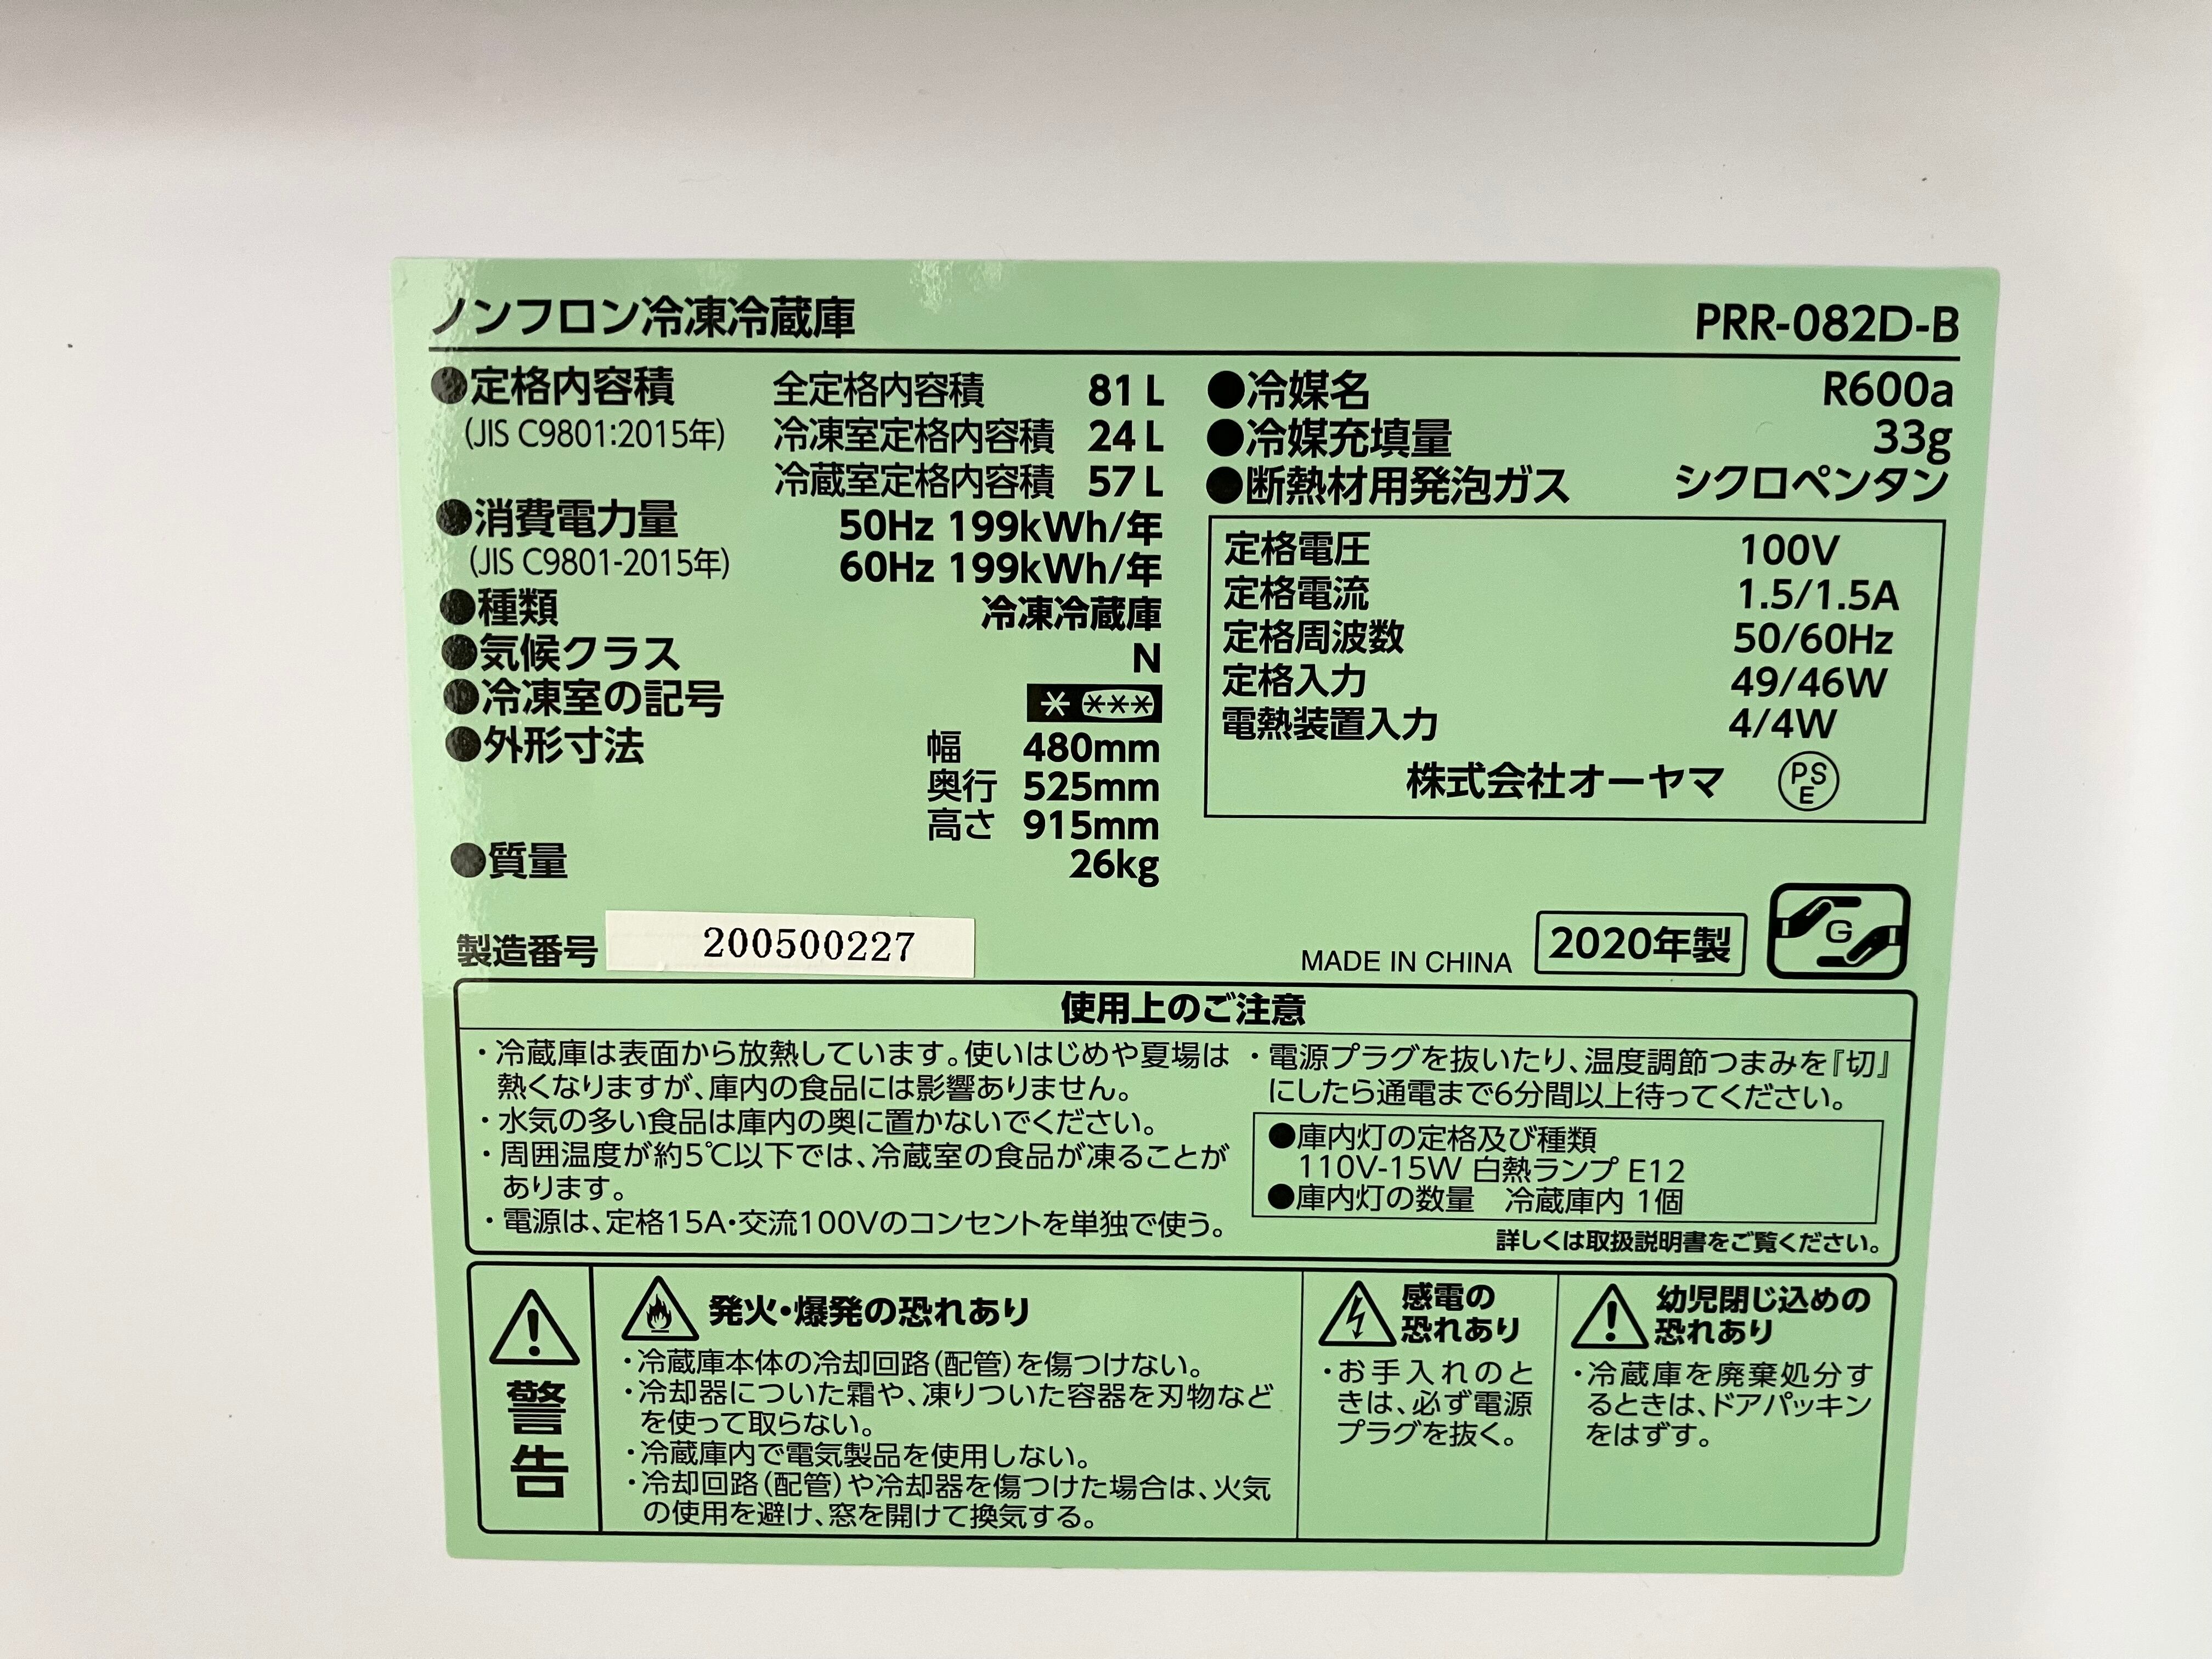 ノンフロン冷凍冷蔵庫 PRR-082D-B
●定格内容積 全定格内容積 81 L
(JIS C9801:2015年) 冷凍室定格内容積 24 L
冷蔵室定格内容積 57 L
●消費電力量 50Hz 199kWh/年
(JIS C9801-2015年) 60Hz 199kWh/年
●種類 冷凍冷蔵庫
●気候クラス N
●冷凍室の記号 * ***
●外形寸法 幅 480mm
奥行 525mm
高さ 915mm
●質量 26kg
●冷媒名 R600a
●冷媒充填量 33g
●断熱材用発泡ガス シクロペンタン
定格電圧 100V
定格電流 1.5/1.5A
定格周波数 50/60Hz
定格入力 49/46W
電熱装置入力 4/4W
株式会社オーヤマ PSE
製造番号 200500227
MADE IN CHINA 2020年製 G
使用上のご注意
・冷蔵庫は表面から放熱しています。使いはじめや夏場は
熱くなりますが、庫内の食品には影響ありません。
・水気の多い食品は庫内の奥に置かないでください。
・周囲温度が約5℃以下では、冷蔵室の食品が凍ることが
あります。
・電源は、定格15A・交流100Vのコンセントを単独で使う。
・電源プラグを抜いたり、温度調節つまみを『切』
にしたら通電まで6分間以上待ってください。
●庫内灯の定格及び種類
110V-15W 白熱ランプ E12
●庫内灯の数量 冷蔵庫内 1個
詳しくは取扱説明書をご覧ください。
警告
発火・爆発の恐れあり
・冷蔵庫本体の冷却回路(配管)を傷つけない。
・冷却器についた霜や、凍りついた容器を刃物など
を使って取らない。
・冷蔵庫内で電気製品を使用しない。
・冷却回路(配管)や冷却器を傷つけた場合は、火気
の使用を避け、窓を開けて換気する。
感電の
恐れあり
・お手入れのと
きは、必ず電源
プラグを抜く。
幼児閉じ込めの
恐れあり
・冷蔵庫を廃棄処分す
るときは、ドアパッキン
をはずす。